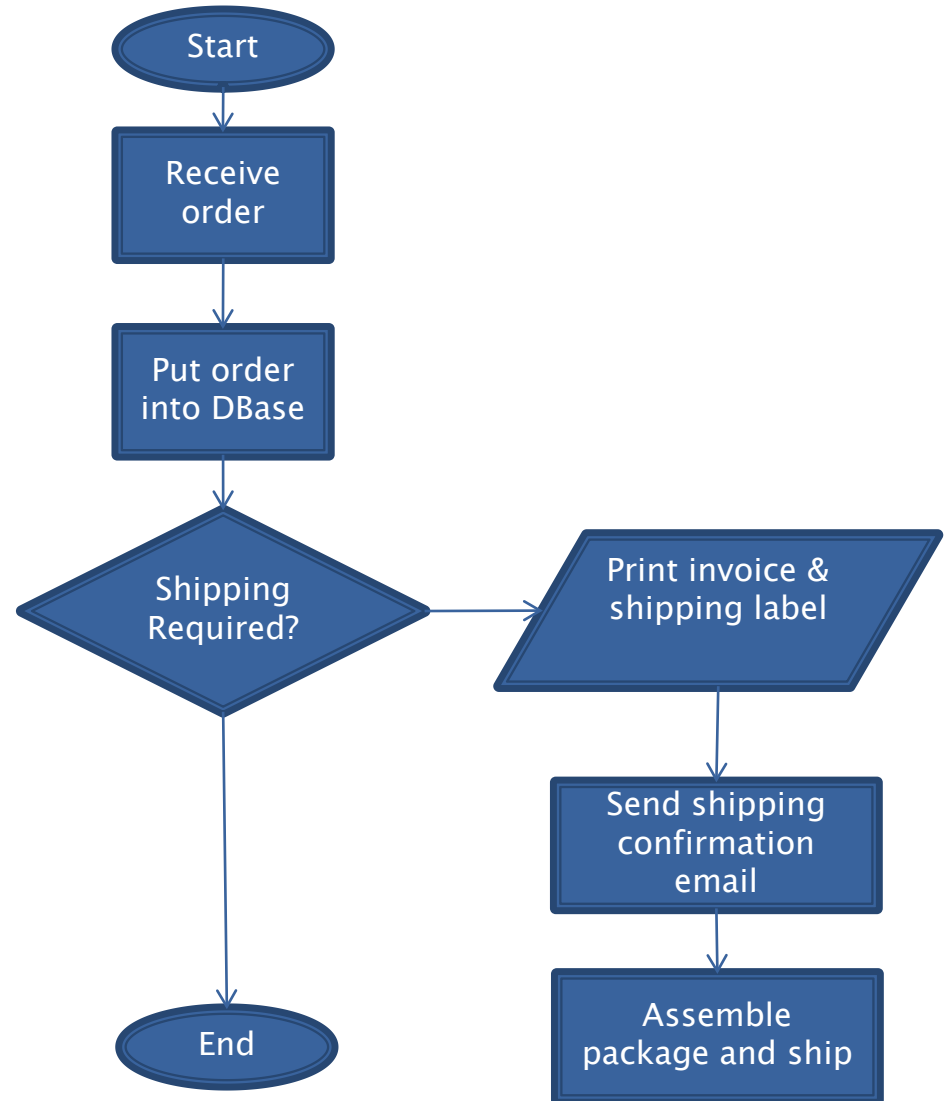 Start
Receive
order
Put order
into DBase
Shipping
Required?
Print invoice &
shipping label
Send shipping
confirmation
email
Assemble
package and ship
End